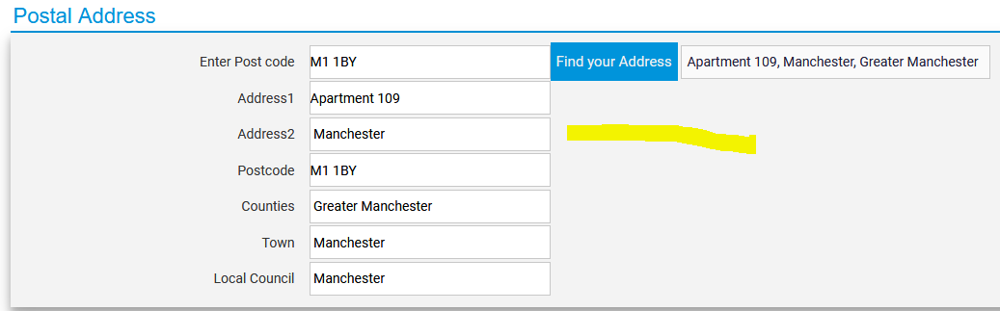 Postal Address
Enter Post code M1 1BY Find your Address Apartment 109, Manchester, Greater Manchester
Address1 Apartment 109
Address2 Manchester
Postcode M1 1BY
Counties Greater Manchester
Town Manchester
Local Council Manchester